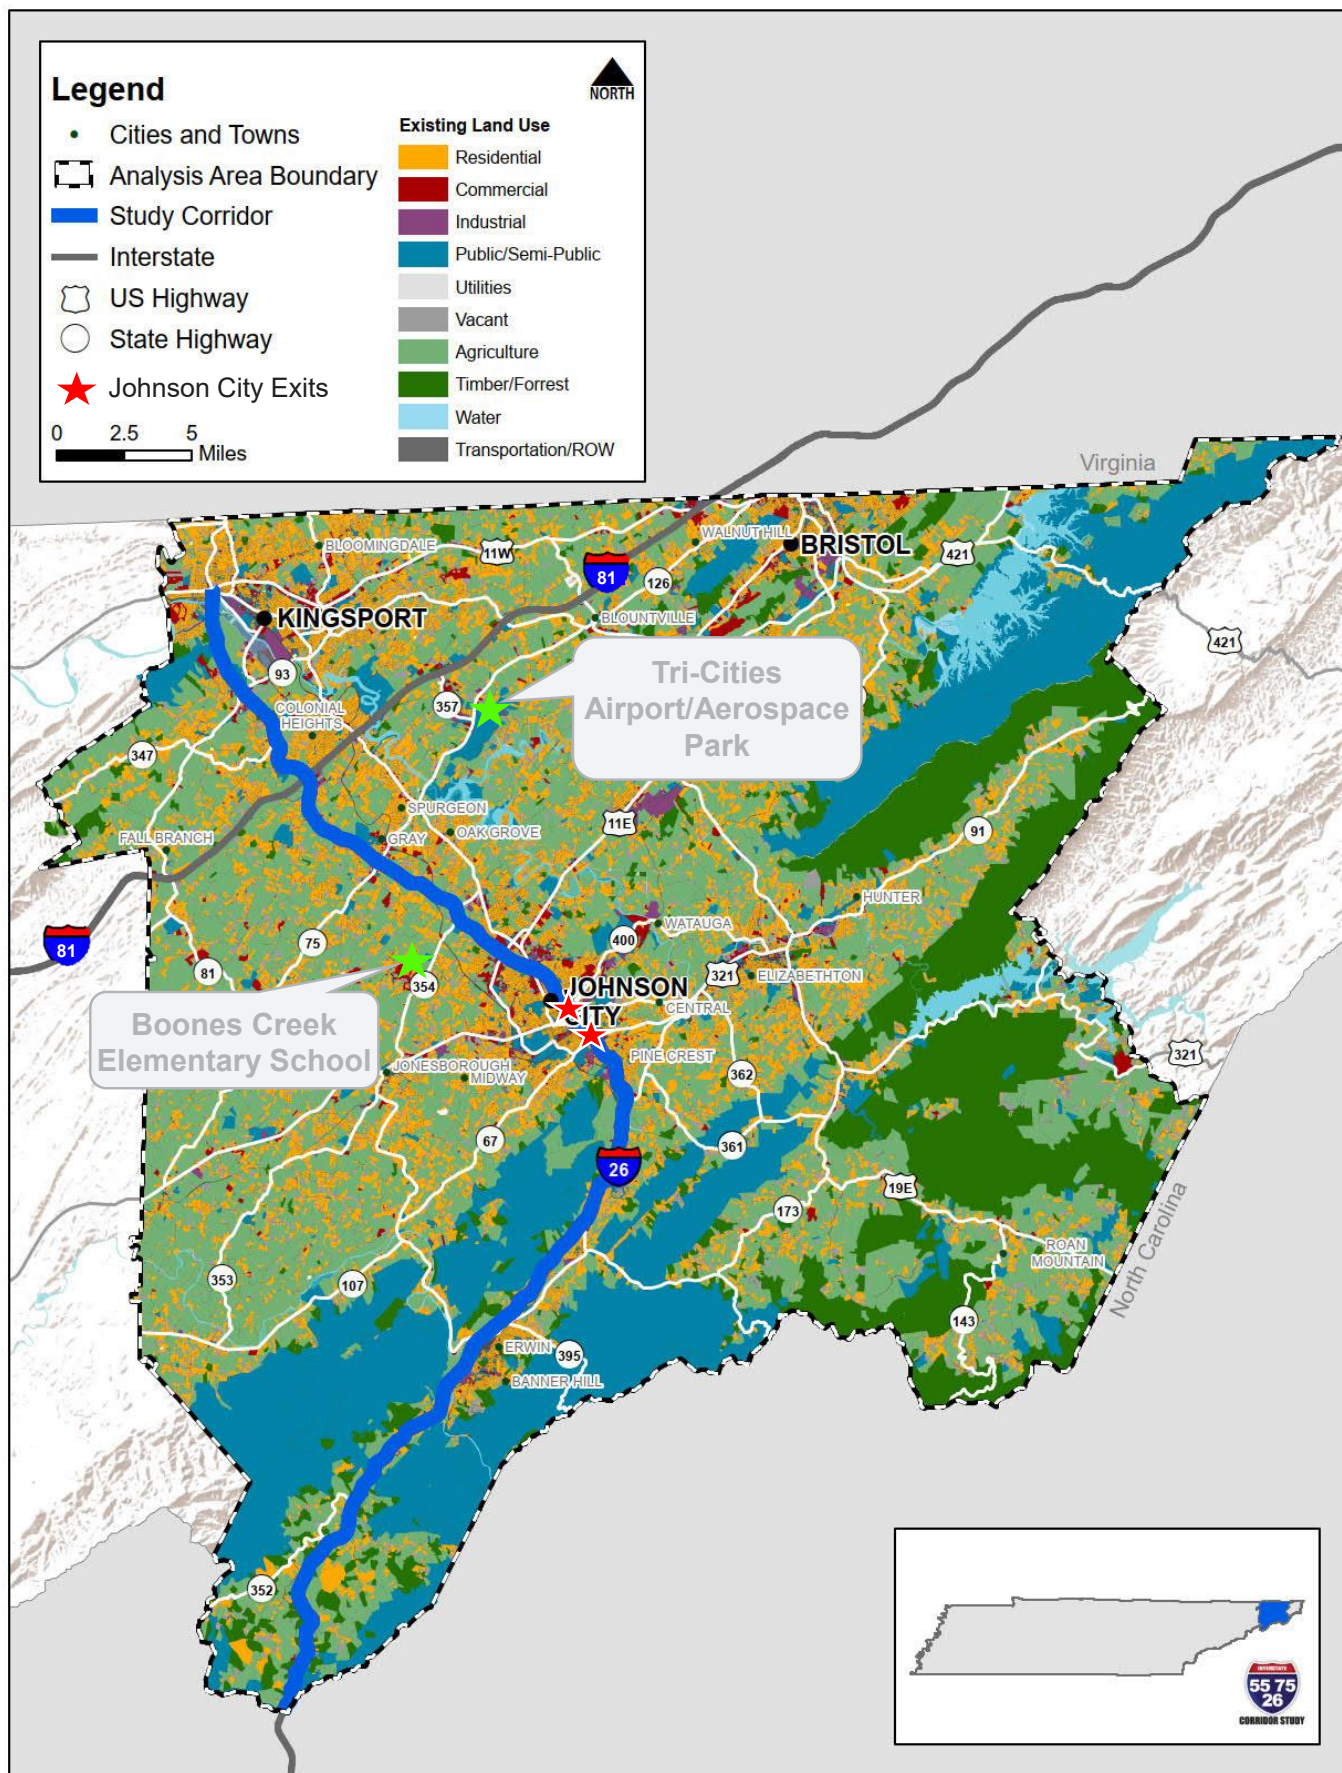 Legend
NORTH
Cities and Towns
Analysis Area Boundary
Study Corridor
Interstate
US Highway
State Highway
Johnson City Exits
0 2.5 5
Miles
Existing Land Use
Residential
Commercial
Industrial
Public/Semi-Public
Utilities
Vacant
Agriculture
Timber/Forrest
Water
Transportation/ROW
Virginia
BLOOMINGDALE
11W
WALNUT HILL
BRISTOL
421
81
126
KINGSPORT
BLOUNTVILLE
421
93
Tri-Cities
Airport/Aerospace
Park
357
COLONIAL
HEIGHTS
347
SPURGEON
11E
91
FALL BRANCH
GRAY
OAK GROVE
HUNTER
WATAUGA
81
75
400
81
354
321
ELIZABETHTON
JOHNSON
CITY
CENTRAL
Boones Creek
Elementary School
PINE CREST
321
JONESBOROUGH
MIDWAY
362
67
361
26
19E
173
ROAN
MOUNTAIN
North Carolina
353
107
143
ERWIN
395
BANNER HILL
352
INTERSTATE
55 75
26
CORRIDOR STUDY